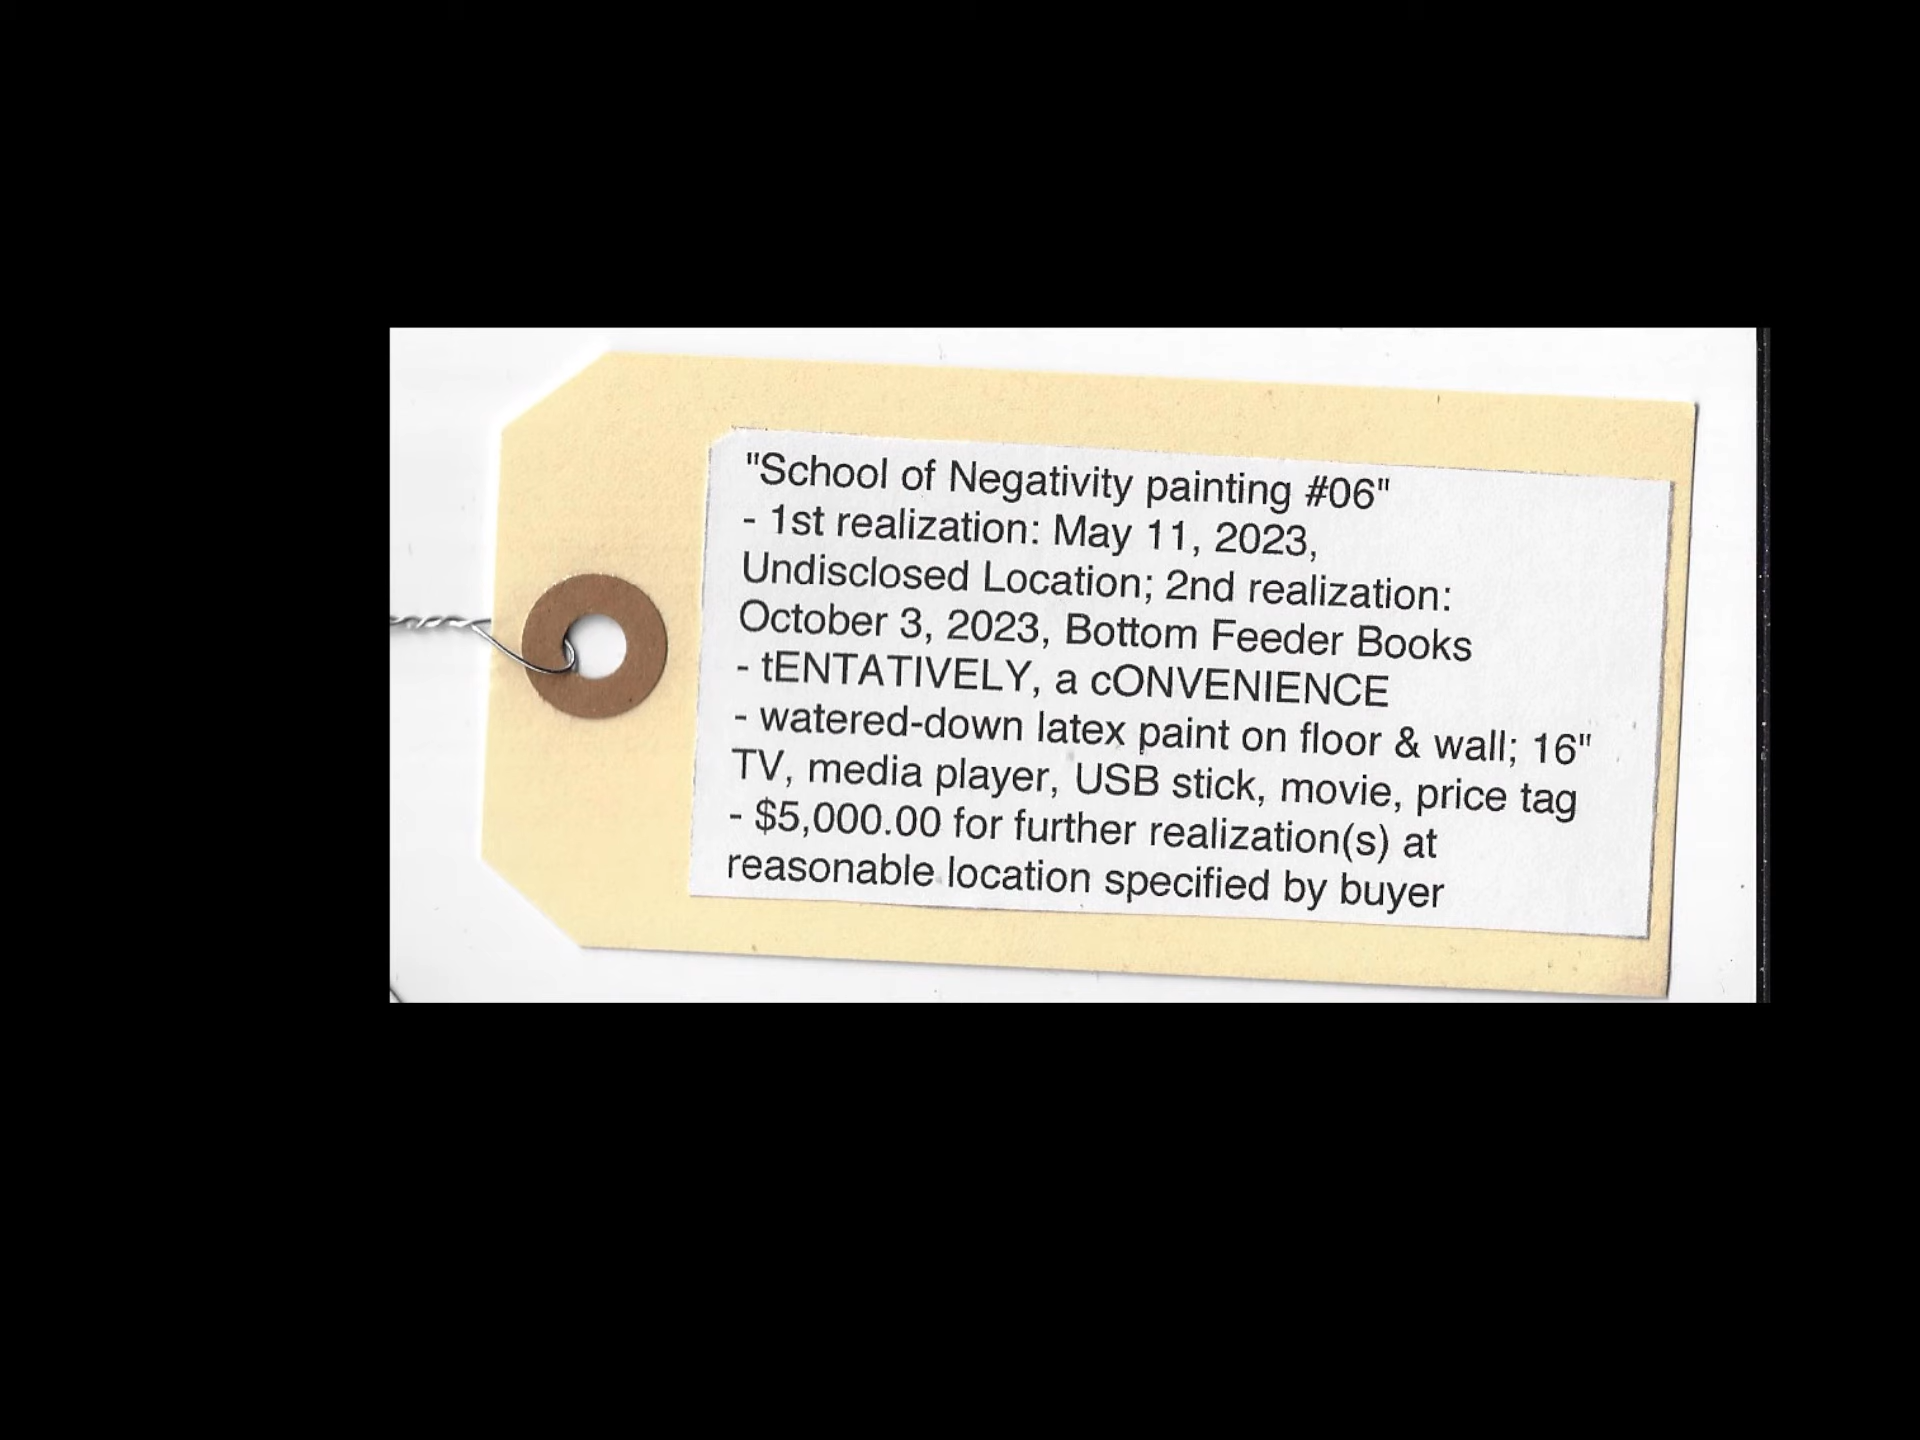 "School of Negativity painting #06"
- 1st realization: May 11, 2023,
Undisclosed Location; 2nd realization:
October 3, 2023, Bottom Feeder Books
- tENTATIVELY, a cONVENIENCE
- watered-down latex paint on floor & wall; 16"
TV, media player, USB stick, movie, price tag
- $5,000.00 for further realization(s) at
reasonable location specified by buyer